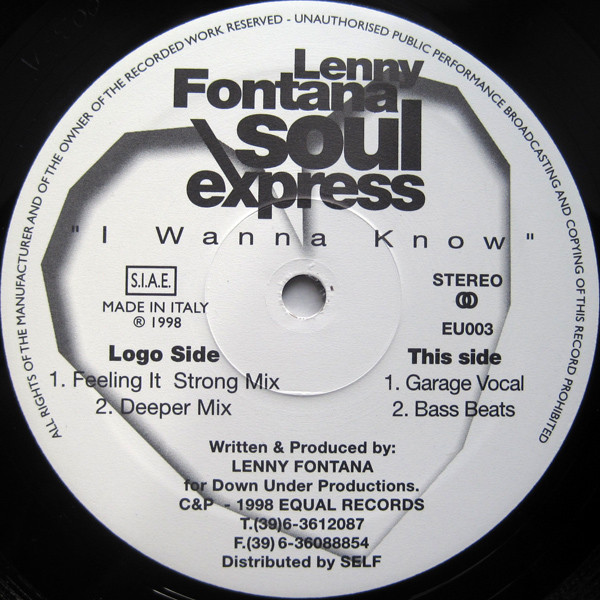 ALL RIGHTS OF THE MANUFACTURER AND OF THE OWNER OF THE RECORDED WORK RESERVED - UNAUTHORISED PUBLIC PERFORMANCE BROADCASTING AND COPYING OF THIS RECORD PROHIBITED
Lenny
Fontana
soul
express
"I Wanna Know"
S.I.A.E.
MADE IN ITALY
℗ 1998
STEREO
EU003
Logo Side
1. Feeling It Strong Mix
2. Deeper Mix
This side
1. Garage Vocal
2. Bass Beats
Written & Produced by:
LENNY FONTANA
for Down Under Productions.
C&P - 1998 EQUAL RECORDS
T.(39)6-3612087
F.(39) 6-36088854
Distributed by SELF